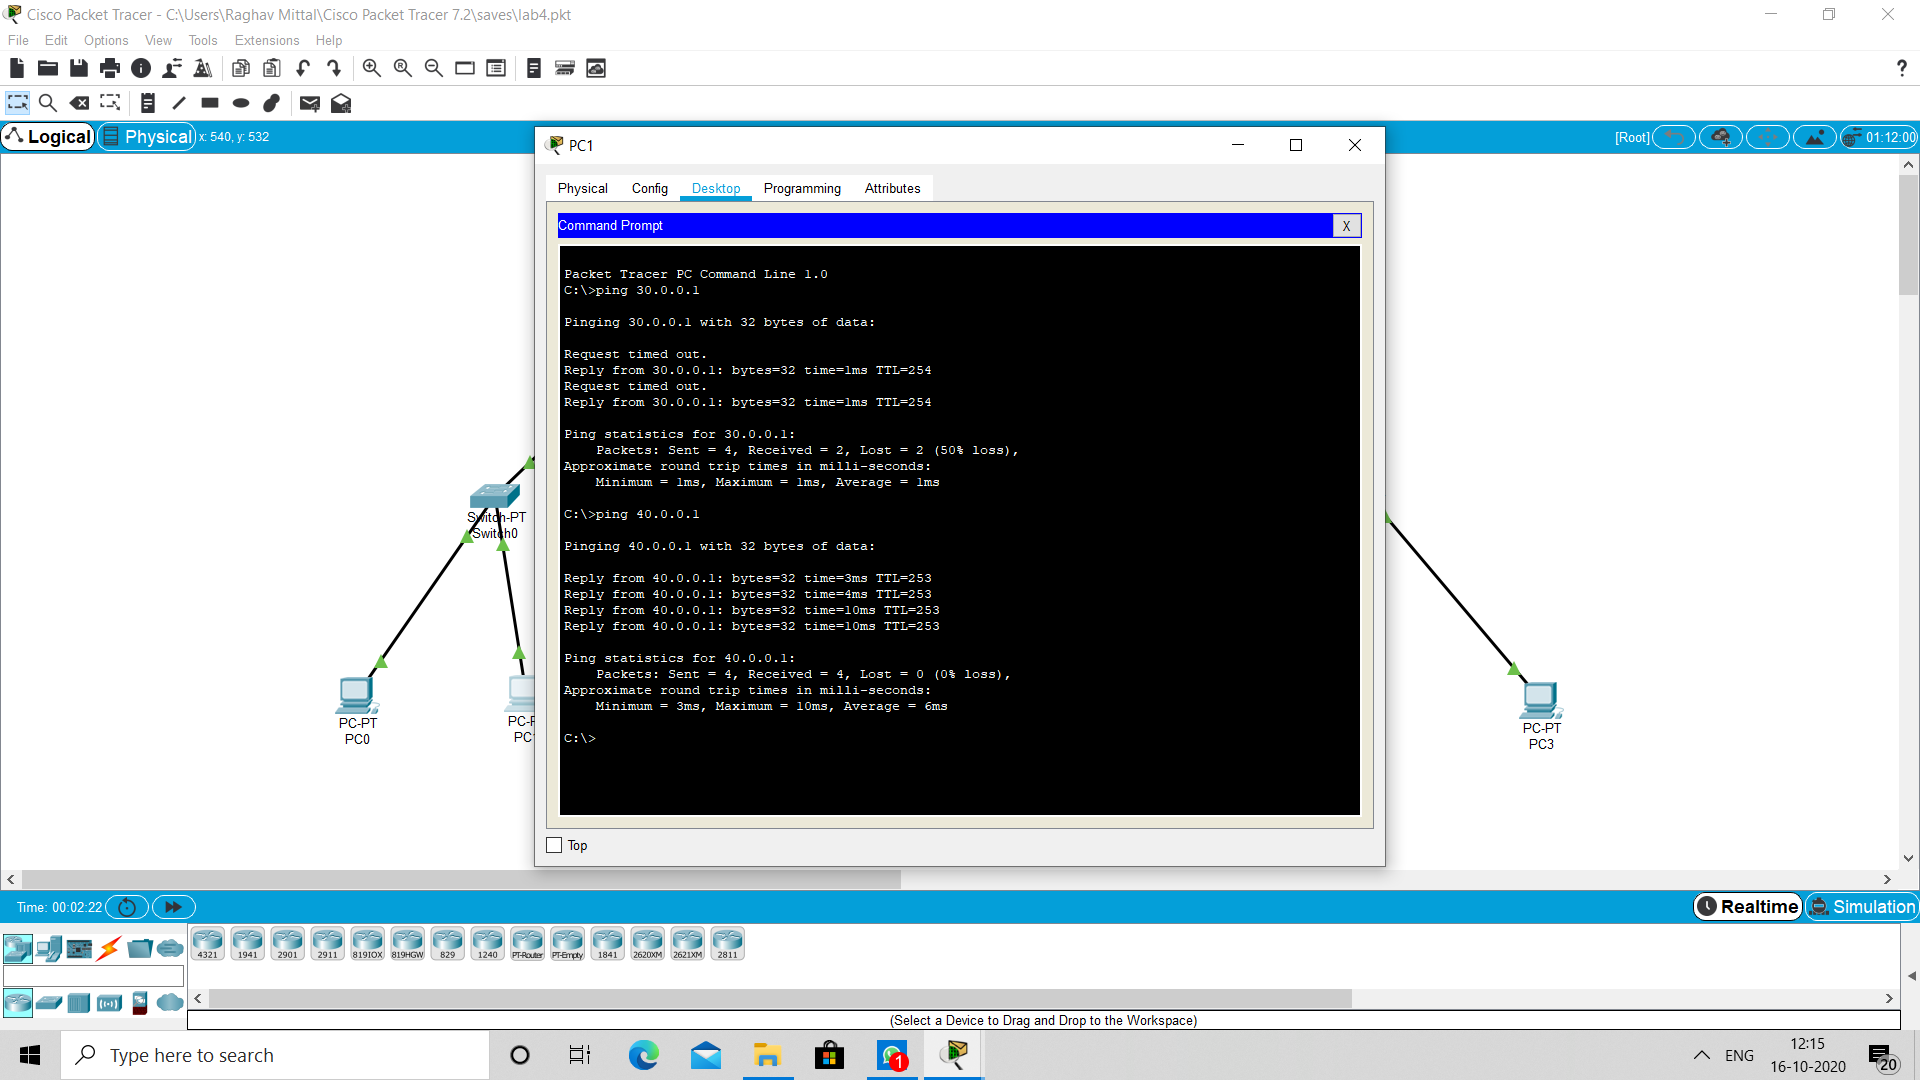 Cisco Packet Tracer - C:\Users\Raghav Mittal\Cisco Packet Tracer 7.2\saves\lab4.pkt
File Edit Options View Tools Extensions Help
?
Logical Physical x: 540, y: 532 [Root] 01:12:00
PC1
Physical Config Desktop Programming Attributes
Command Prompt X
Packet Tracer PC Command Line 1.0
C:\>ping 30.0.0.1
Pinging 30.0.0.1 with 32 bytes of data:
Request timed out.
Reply from 30.0.0.1: bytes=32 time=1ms TTL=254
Request timed out.
Reply from 30.0.0.1: bytes=32 time=1ms TTL=254
Ping statistics for 30.0.0.1:
Packets: Sent = 4, Received = 2, Lost = 2 (50% loss),
Approximate round trip times in milli-seconds:
Minimum = 1ms, Maximum = 1ms, Average = 1ms
C:\>ping 40.0.0.1
Pinging 40.0.0.1 with 32 bytes of data:
Reply from 40.0.0.1: bytes=32 time=3ms TTL=253
Reply from 40.0.0.1: bytes=32 time=4ms TTL=253
Reply from 40.0.0.1: bytes=32 time=10ms TTL=253
Reply from 40.0.0.1: bytes=32 time=10ms TTL=253
Ping statistics for 40.0.0.1:
Packets: Sent = 4, Received = 4, Lost = 0 (0% loss),
Approximate round trip times in milli-seconds:
Minimum = 3ms, Maximum = 10ms, Average = 6ms
C:\>
Top
Switch-PT
Switch0
PC-PT
PC0
PC-P
PC1
PC-PT
PC3
Time: 00:02:22 Realtime Simulation
4321 1941 2901 2911 819IOX 819HGW 829 1240 PT-Router PT-Empty 1841 2620XM 2621XM 2811
(Select a Device to Drag and Drop to the Workspace)
Type here to search
1
ENG
12:15
16-10-2020
20